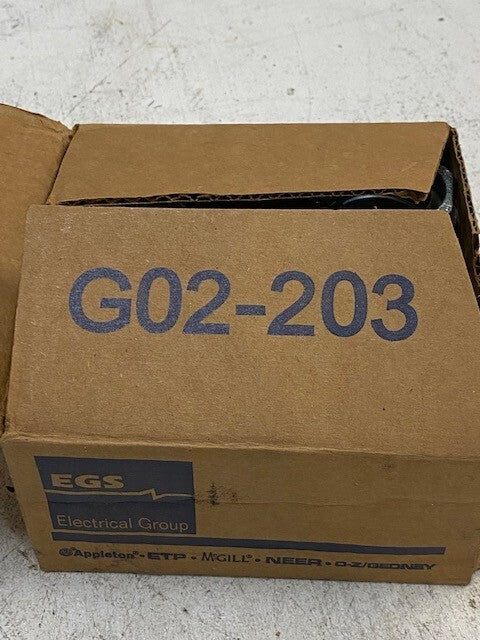 G02-203
EGS
Electrical Group
Appleton® • ETP • McGILL® • NEER • O-Z/GEDNEY